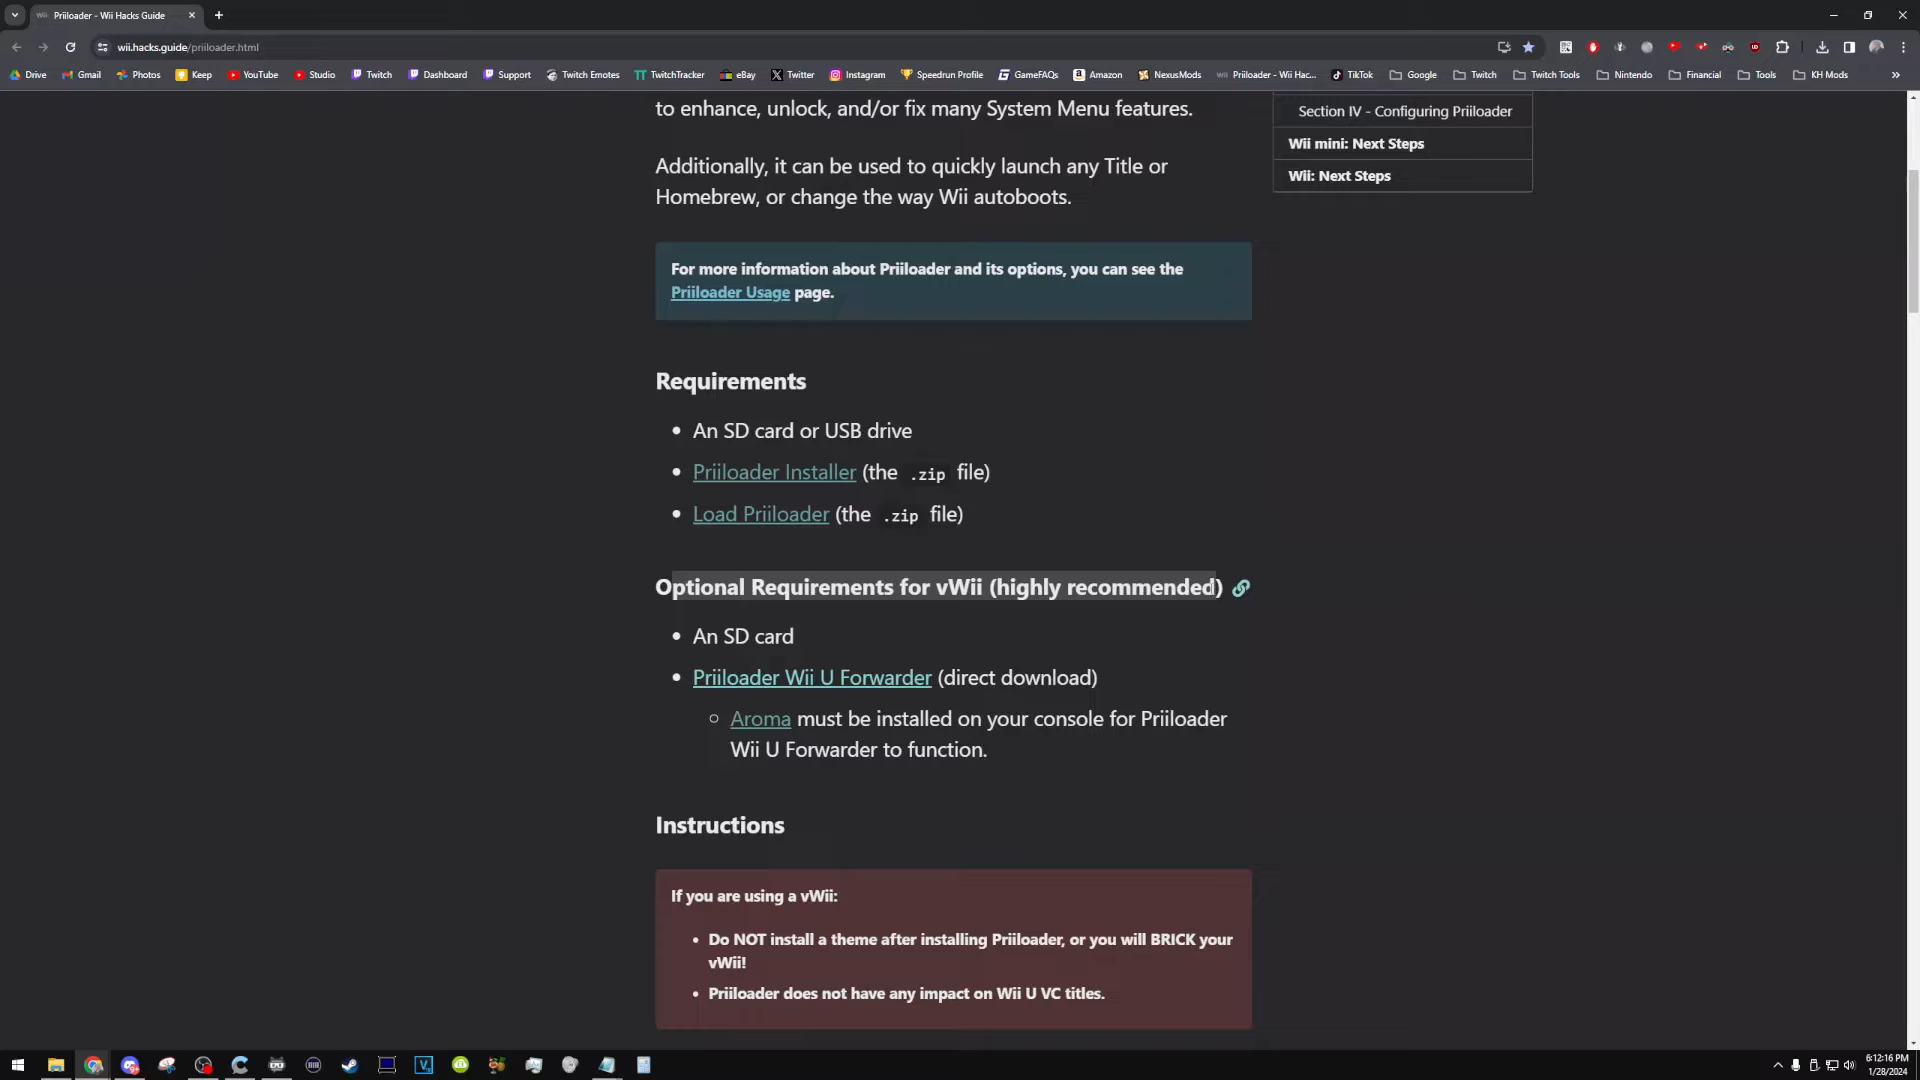 Priiloader - Wii Hacks Guide
wii.hacks.guide/priiloader.html
Drive Gmail Photos Keep YouTube Studio Twitch Dashboard Support Twitch Emotes TwitchTracker eBay Twitter Instagram Speedrun Profile GameFAQs Amazon NexusMods Priiloader - Wii Hac... TikTok Google Twitch Twitch Tools Nintendo Financial Tools KH Mods »
to enhance, unlock, and/or fix many System Menu features.
Section IV - Configuring Priiloader
Wii mini: Next Steps
Wii: Next Steps
Additionally, it can be used to quickly launch any Title or
Homebrew, or change the way Wii autoboots.
For more information about Priiloader and its options, you can see the
Priiloader Usage page.
Requirements
• An SD card or USB drive
• Priiloader Installer (the .zip file)
• Load Priiloader (the .zip file)
Optional Requirements for vWii (highly recommended)
• An SD card
• Priiloader Wii U Forwarder (direct download)
○ Aroma must be installed on your console for Priiloader
Wii U Forwarder to function.
Instructions
If you are using a vWii:
• Do NOT install a theme after installing Priiloader, or you will BRICK your
vWii!
• Priiloader does not have any impact on Wii U VC titles.
6:12:16 PM
1/28/2024